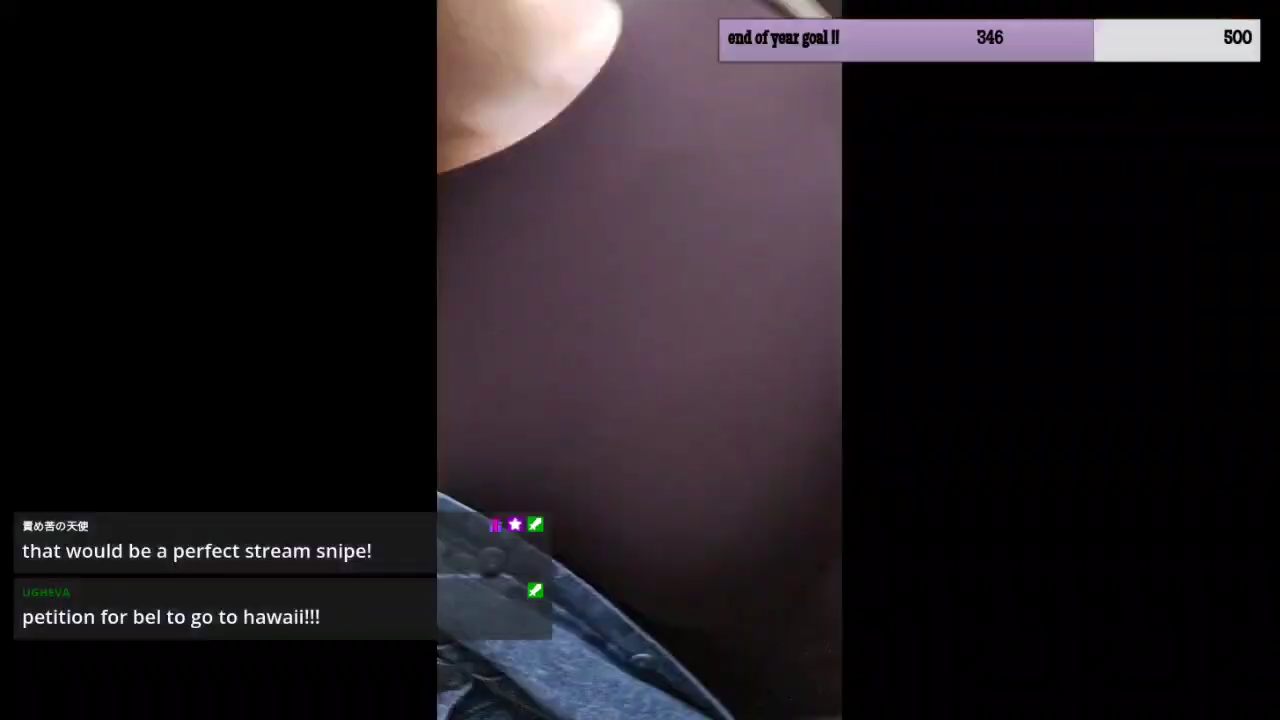 end of year goal !! 346 500
責め苦の天使
that would be a perfect stream snipe!
UGHEVA
petition for bel to go to hawaii!!!